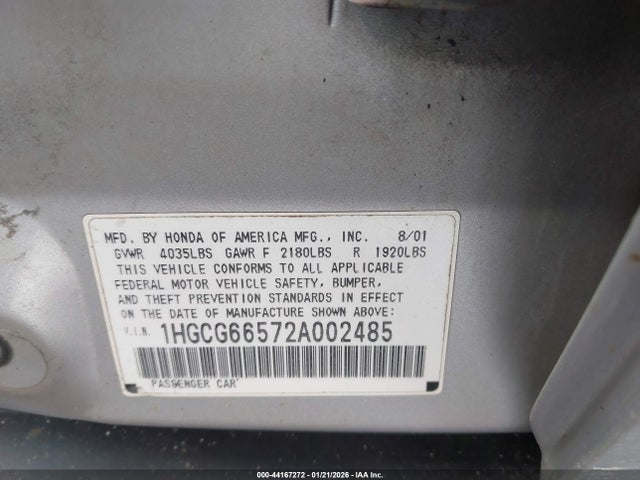 MFD. BY HONDA OF AMERICA MFG., INC. 8/01
GVWR 4035LBS GAWR F 2180LBS R 1920LBS
THIS VEHICLE CONFORMS TO ALL APPLICABLE
FEDERAL MOTOR VEHICLE SAFETY, BUMPER,
AND THEFT PREVENTION STANDARDS IN EFFECT
ON THE DATE OF MANUFACTURE SHOWN ABOVE:
V.I.N. 1HGCG66572A002485
PASSENGER CAR
000-44167272 - 01/21/2026 - IAA Inc.